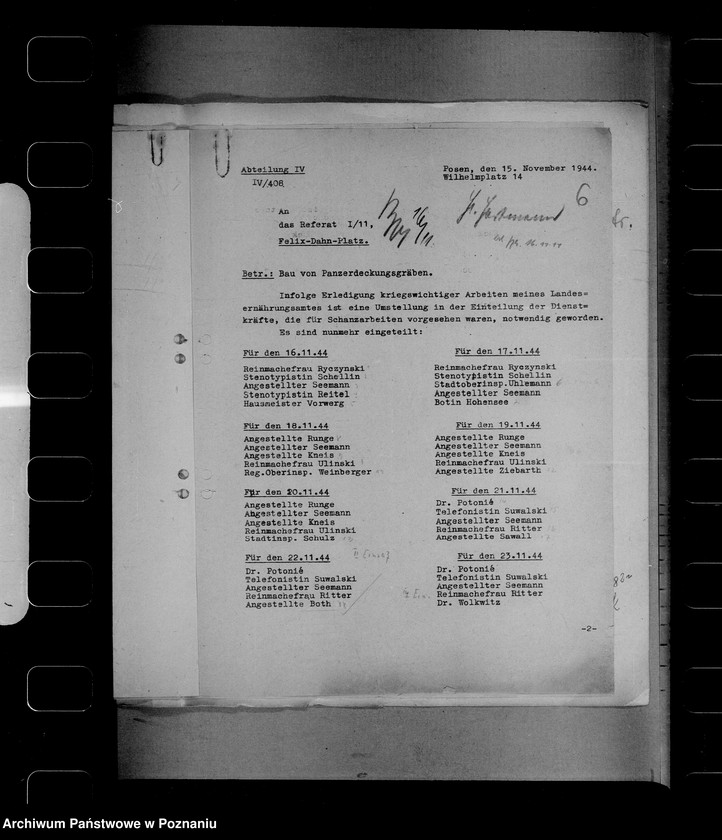 Abteilung IV
IV/408.
Posen, den 15. November 1944.
Wilhelmplatz 14
6
An
das Referat I/11,
Felix-Dahn-Platz.
Betr.: Bau von Panzerdeckungsgräben.
Infolge Erledigung kriegswichtiger Arbeiten meines Landes=
ernährungsamtes ist eine Umstellung in der Einteilung der Dienst=
kräfte, die für Schanzarbeiten vorgesehen waren, notwendig geworden.
Es sind nunmehr eingeteilt:
Für den 16.11.44
Reinmachefrau Ryczynski
Stenotypistin Schellin
Angestellter Seemann
Stenotypistin Reitel
Hausmeister Vorwerg
Für den 17.11.44
Reinmachefrau Ryczynski
Stenotypistin Schellin
Stadtoberinsp.Uhlemann
Angestellter Seemann
Botin Hohensee
Für den 18.11.44
Angestellte Runge
Angestellter Seemann
Angestellte Kneis
Reinmachefrau Ulinski
Reg.Oberinsp. Weinberger
Für den 19.11.44
Angestellte Runge
Angestellter Seemann
Angestellte Kneis
Reinmachefrau Ulinski
Angestellte Ziebarth
Für den 20.11.44
Angestellte Runge
Angestellter Seemann
Angestellte Kneis
Reinmachefrau Ulinski
Stadtinsp. Schulz
Für den 21.11.44
Dr. Potonié
Telefonistin Suwalski
Angestellter Seemann
Reinmachefrau Ritter
Angestellte Sawall
Für den 22.11.44
Dr. Potonié
Telefonistin Suwalski
Angestellter Seemann
Reinmachefrau Ritter
Angestellte Both
Für den 23.11.44
Dr. Potonié
Telefonistin Suwalski
Angestellter Seemann
Reinmachefrau Ritter
Dr. Wolkwitz
-2-
Archiwum Państwowe w Poznaniu